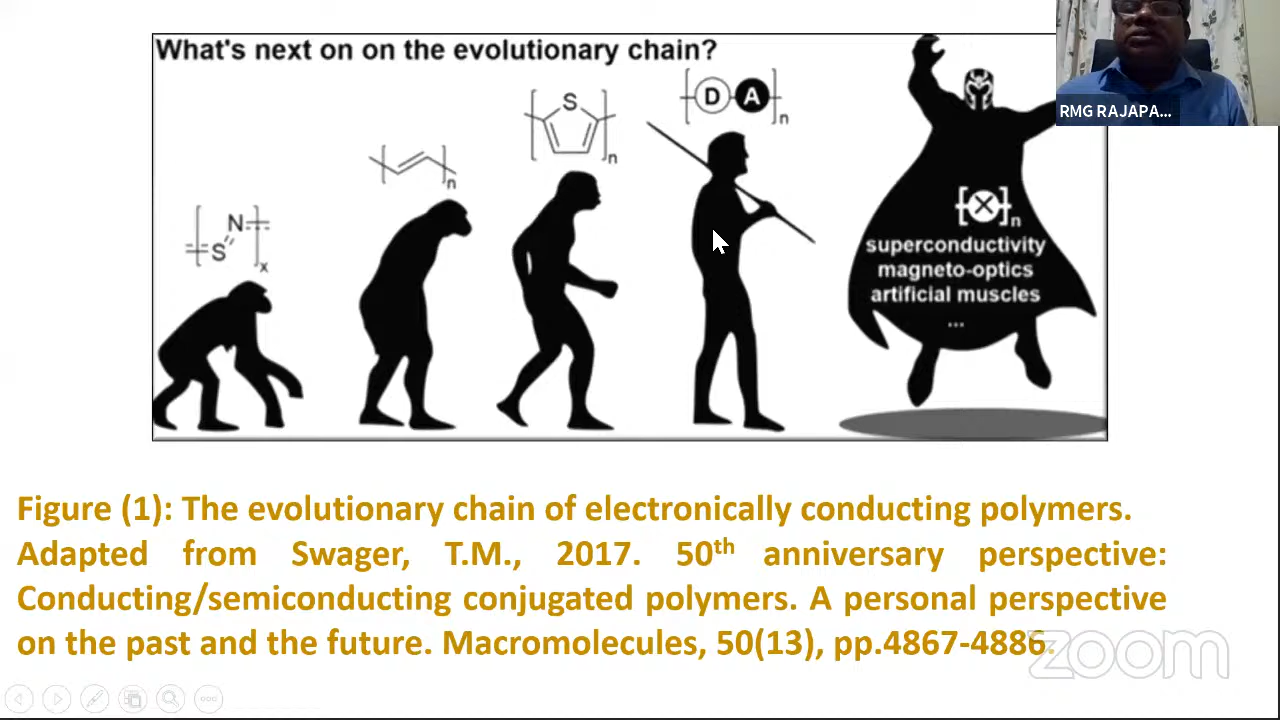 What's next on on the evolutionary chain?
RMG RAJAPA...
S
n
D A
n
n
N
S
x
X
n
superconductivity
magneto-optics
artificial muscles
...
Figure (1): The evolutionary chain of electronically conducting polymers.
Adapted from Swager, T.M., 2017. 50th anniversary perspective:
Conducting/semiconducting conjugated polymers. A personal perspective
on the past and the future. Macromolecules, 50(13), pp.4867-4886.
zoom